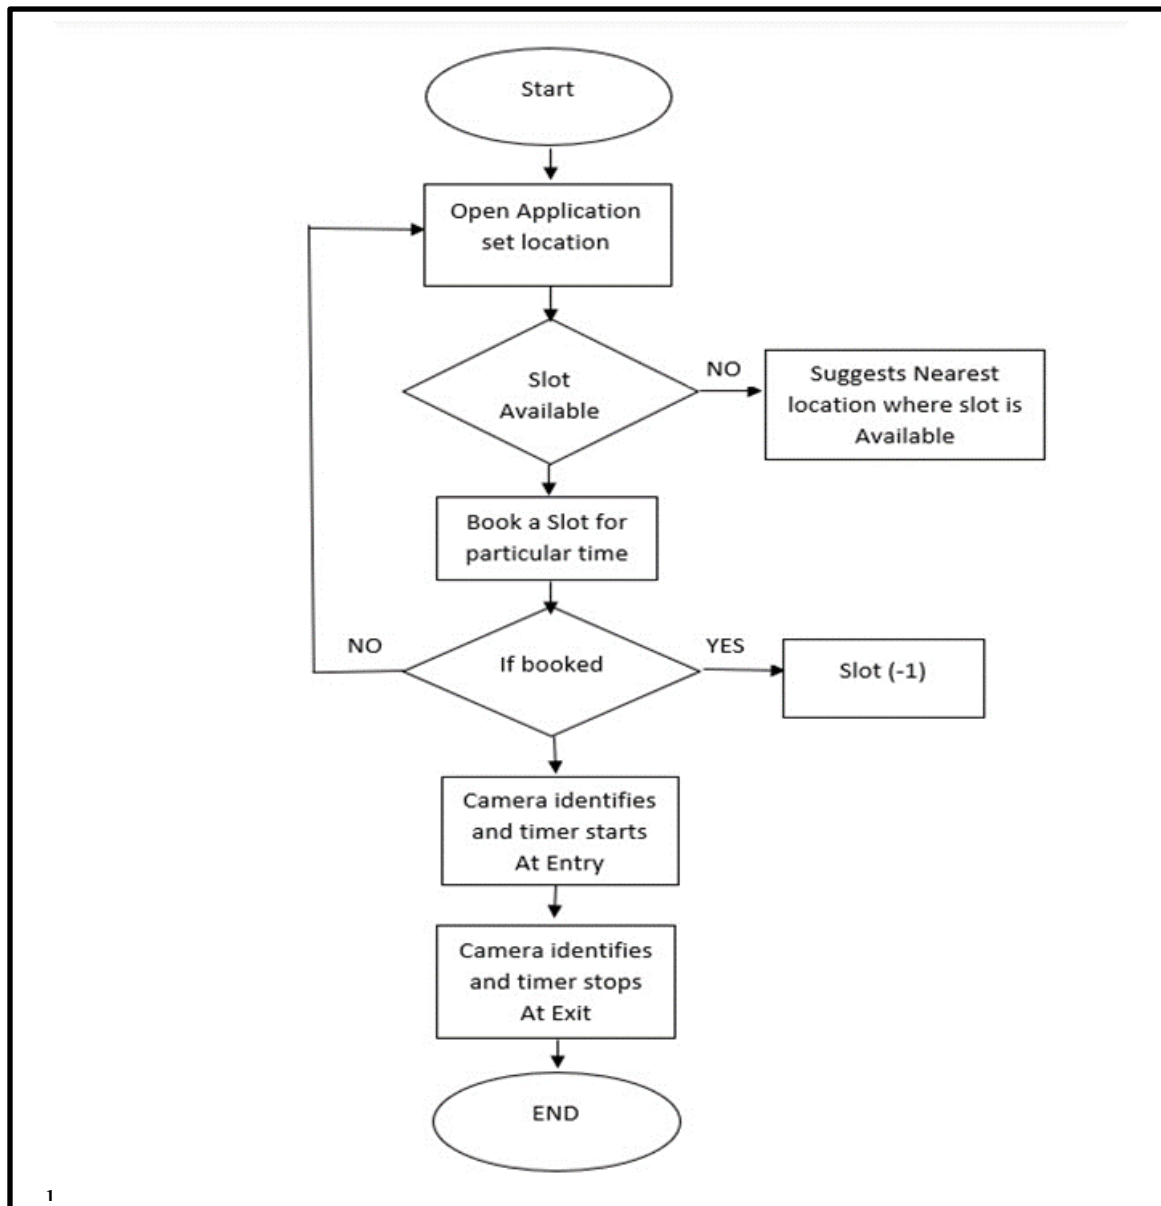 Start
Open Application
set location
Slot
Available
NO
Suggests Nearest
location where slot is
Available
Book a Slot for
particular time
NO
If booked
YES
Slot (-1)
Camera identifies
and timer starts
At Entry
Camera identifies
and timer stops
At Exit
END